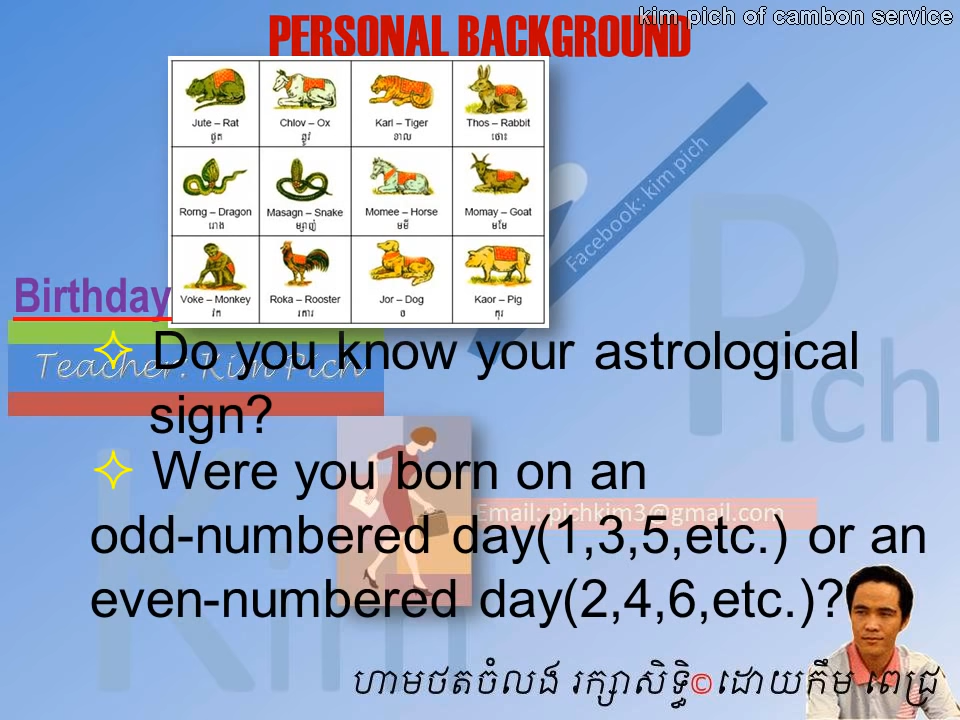 kim pich of cambon service
PERSONAL BACKGROUND
Jute – Rat
ជូត
Chlov – Ox
ឆ្លូវ
Karl – Tiger
ខាល
Thos – Rabbit
ថោះ
Rorng – Dragon
រោង
Masagn – Snake
ម្សាញ់
Momee – Horse
មមី
Momay – Goat
មមែ
Voke – Monkey
វក
Roka – Rooster
រកា
Jor – Dog
ច
Kaor – Pig
កុរ
Facebook: kim pich
Birthday
Teacher: Kim Pich
Do you know your astrological
sign?
Were you born on an
odd-numbered day(1,3,5,etc.) or an
even-numbered day(2,4,6,etc.)?
Email: pichkim3@gmail.com
Kim
Pich
ហាមថតចំលង រក្សាសិទ្ធិ©ដោយកឹម ពេជ្រ